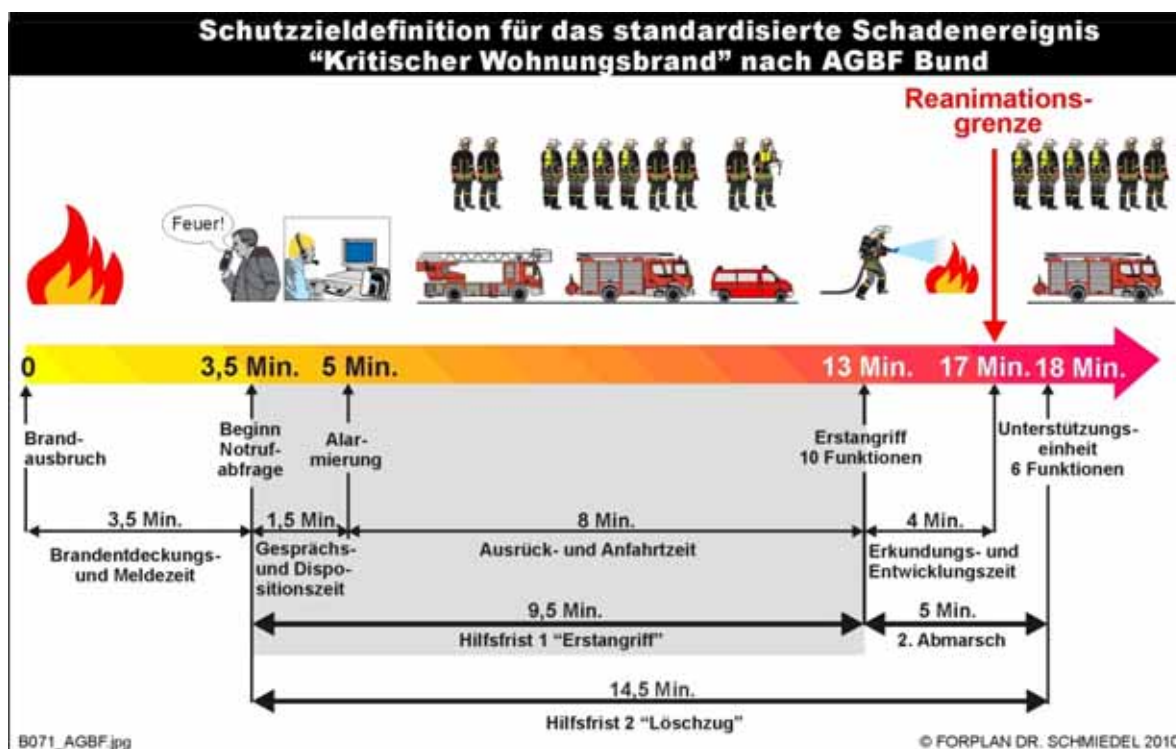 Schutzzieldefinition für das standardisierte Schadenereignis
"Kritischer Wohnungsbrand" nach AGBF Bund
Reanimations-
grenze
Feuer!
0
3,5 Min.
5 Min.
13 Min.
17 Min.
18 Min.
Brand-
ausbruch
Beginn
Notruf-
abfrage
Alar-
mierung
Erstangriff
10 Funktionen
Unterstützungs-
einheit
6 Funktionen
3,5 Min.
Brandentdeckungs-
und Meldezeit
1,5 Min.
Gesprächs-
und Dispo-
sitionszeit
8 Min.
Ausrück- und Anfahrtzeit
4 Min.
Erkundungs- und
Entwicklungszeit
9,5 Min.
Hilfsfrist 1 "Erstangriff"
5 Min.
2. Abmarsch
14,5 Min.
Hilfsfrist 2 "Löschzug"
B071_AGBF.jpg
© FORPLAN DR. SCHMIEDEL 2010